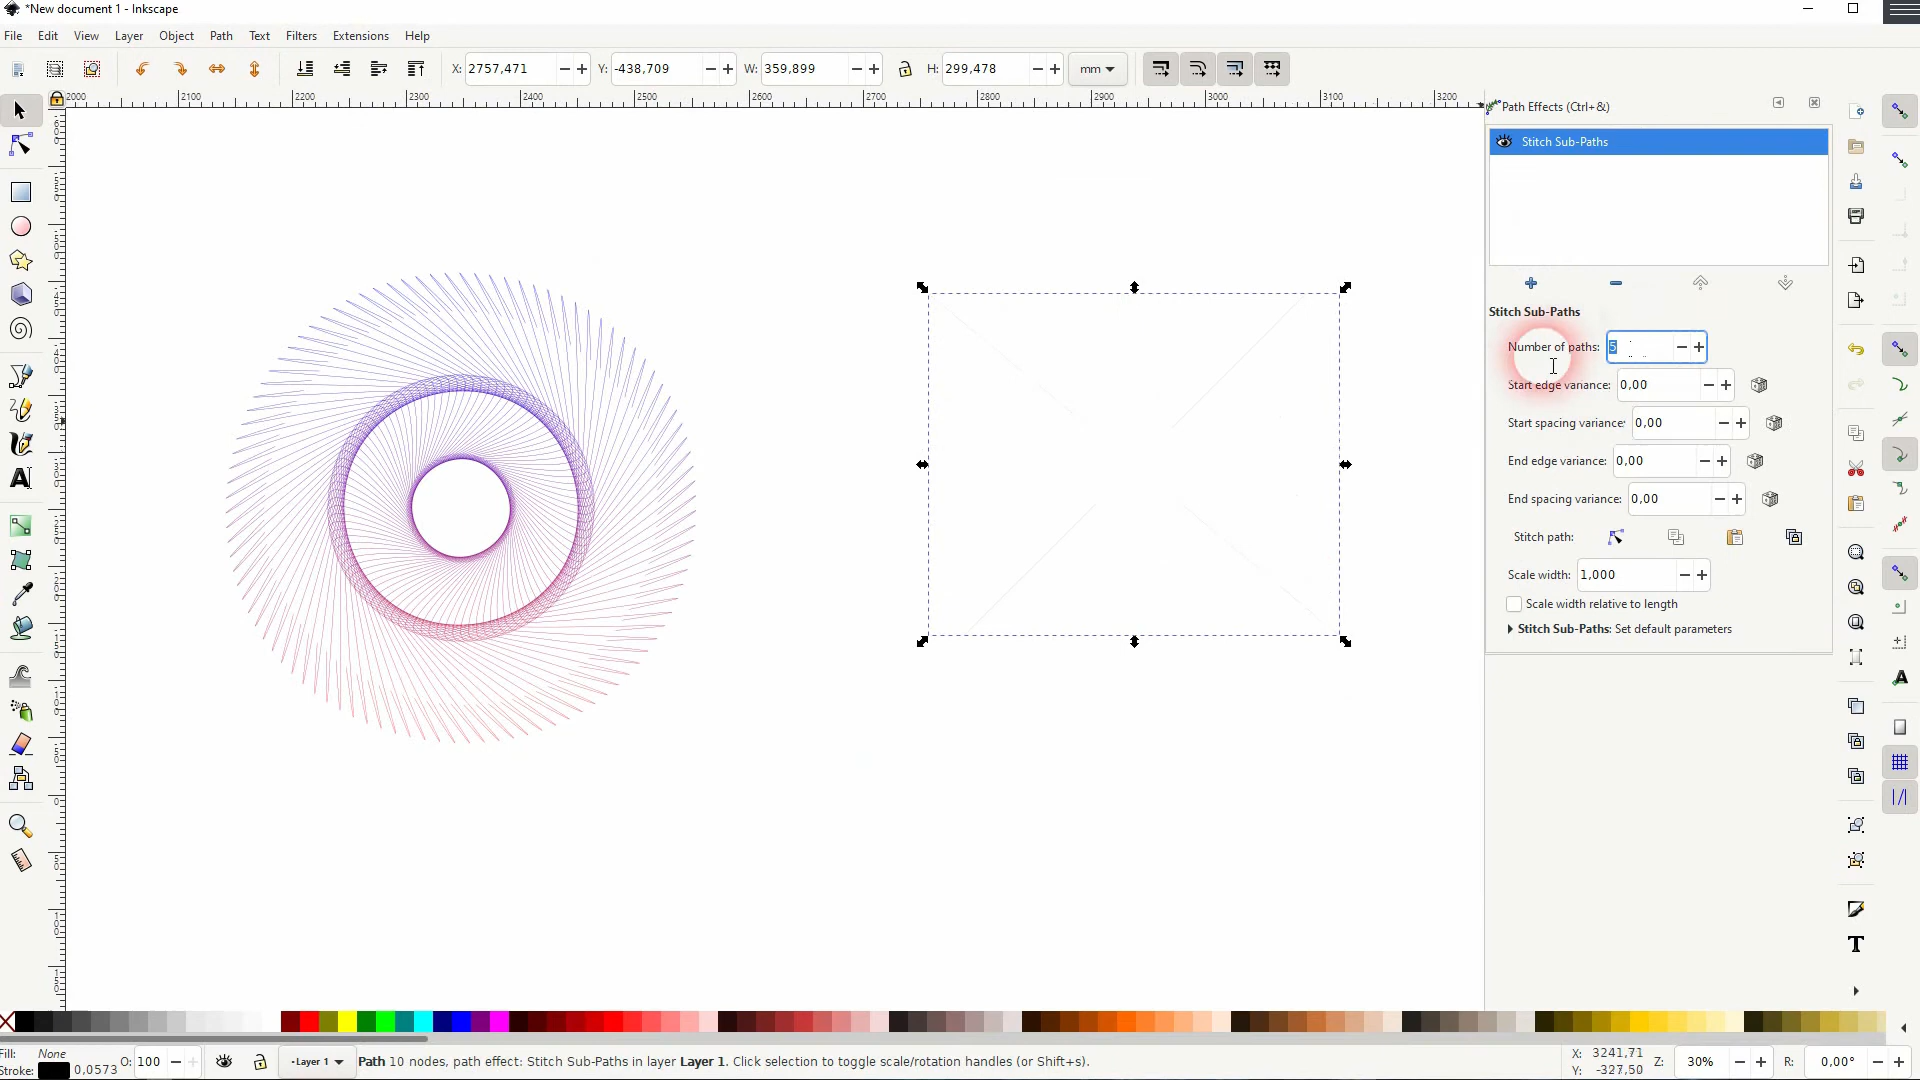 *New document 1 - Inkscape
File Edit View Layer Object Path Text Filters Extensions Help
X: 2757,471 Y: -438,709 W: 359,899 H: 299,478 mm
2000 2100 2200 2300 2400 2500 2600 2700 2800 2900 3000 3100 3200
Path Effects (Ctrl+&)
Stitch Sub-Paths
Stitch Sub-Paths
Number of paths: 5
Start edge variance: 0,00
Start spacing variance: 0,00
End edge variance: 0,00
End spacing variance: 0,00
Stitch path:
Scale width: 1,000
Scale width relative to length
Stitch Sub-Paths: Set default parameters
Fill: None
Stroke: 0,0573
O: 100
Layer 1
Path 10 nodes, path effect: Stitch Sub-Paths in layer Layer 1. Click selection to toggle scale/rotation handles (or Shift+s).
X: 3241,71
Y: -327,50
Z: 30%
R: 0,00°